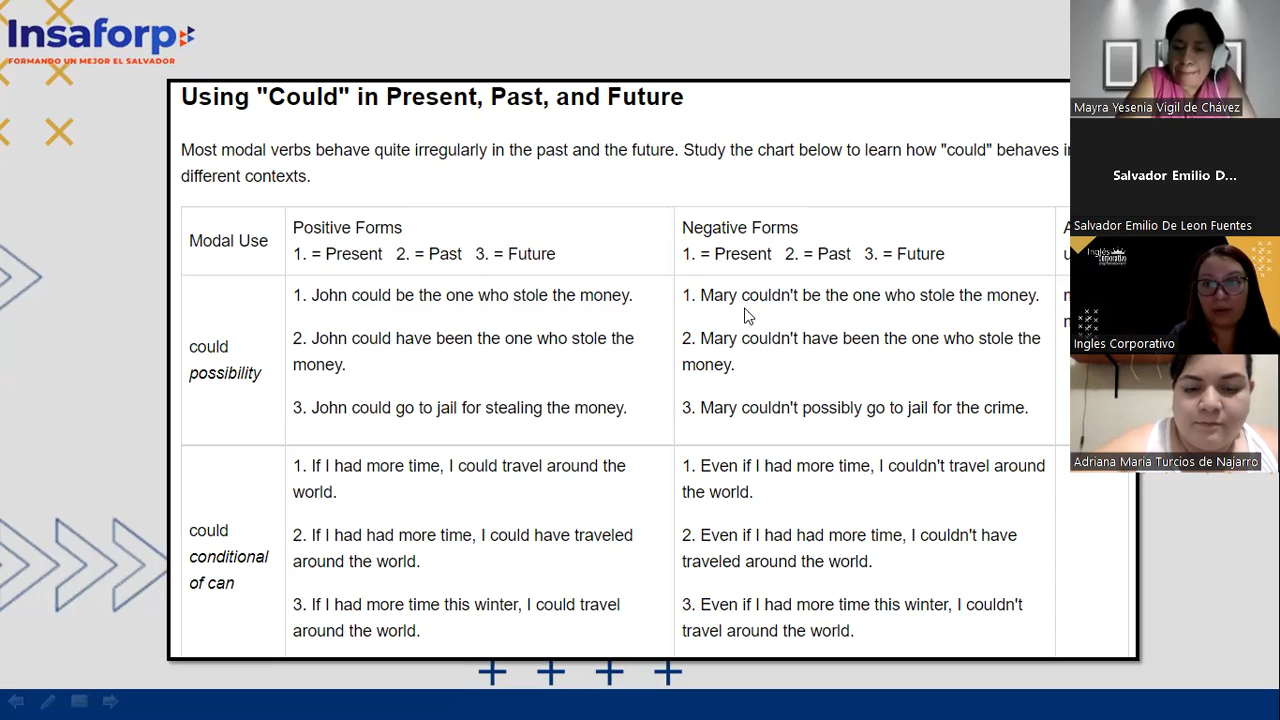 Insaforp
FORMANDO UN MEJOR EL SALVADOR
Using "Could" in Present, Past, and Future
Most modal verbs behave quite irregularly in the past and the future. Study the chart below to learn how "could" behaves i
different contexts.
Modal Use
Positive Forms
1. = Present 2. = Past 3. = Future
Negative Forms
1. = Present 2. = Past 3. = Future
could
possibility
1. John could be the one who stole the money.
2. John could have been the one who stole the
money.
3. John could go to jail for stealing the money.
1. Mary couldn't be the one who stole the money.
2. Mary couldn't have been the one who stole the
money.
3. Mary couldn't possibly go to jail for the crime.
could
conditional
of can
1. If I had more time, I could travel around the
world.
2. If I had had more time, I could have traveled
around the world.
3. If I had more time this winter, I could travel
around the world.
1. Even if I had more time, I couldn't travel around
the world.
2. Even if I had had more time, I couldn't have
traveled around the world.
3. Even if I had more time this winter, I couldn't
travel around the world.
Mayra Yesenia Vigil de Chávez
Salvador Emilio D...
Salvador Emilio De Leon Fuentes
Inglés
Corporativo
Ingles Corporativo
Adriana Maria Turcios de Najarro